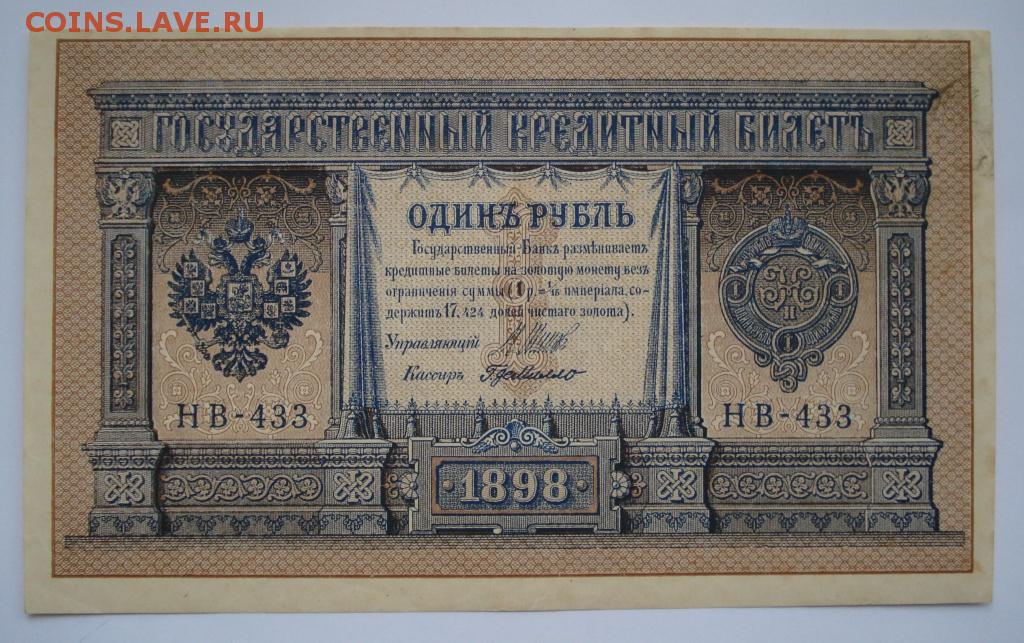 COINS.LAVE.RU
ГОСУДАРСТВЕННЫЙ КРЕДИТНЫЙ БИЛЕТЪ
ОДИНЪ РУБЛЬ
Государственный Банкъ размѣниваетъ
кредитные билеты на золотую монету безъ
ограниченія суммы (1 р. = 1/15 имперіала, со-
держитъ 17,424 долей чистаго золота).
Управляющій
Кассиръ
НВ-433
НВ-433
1898